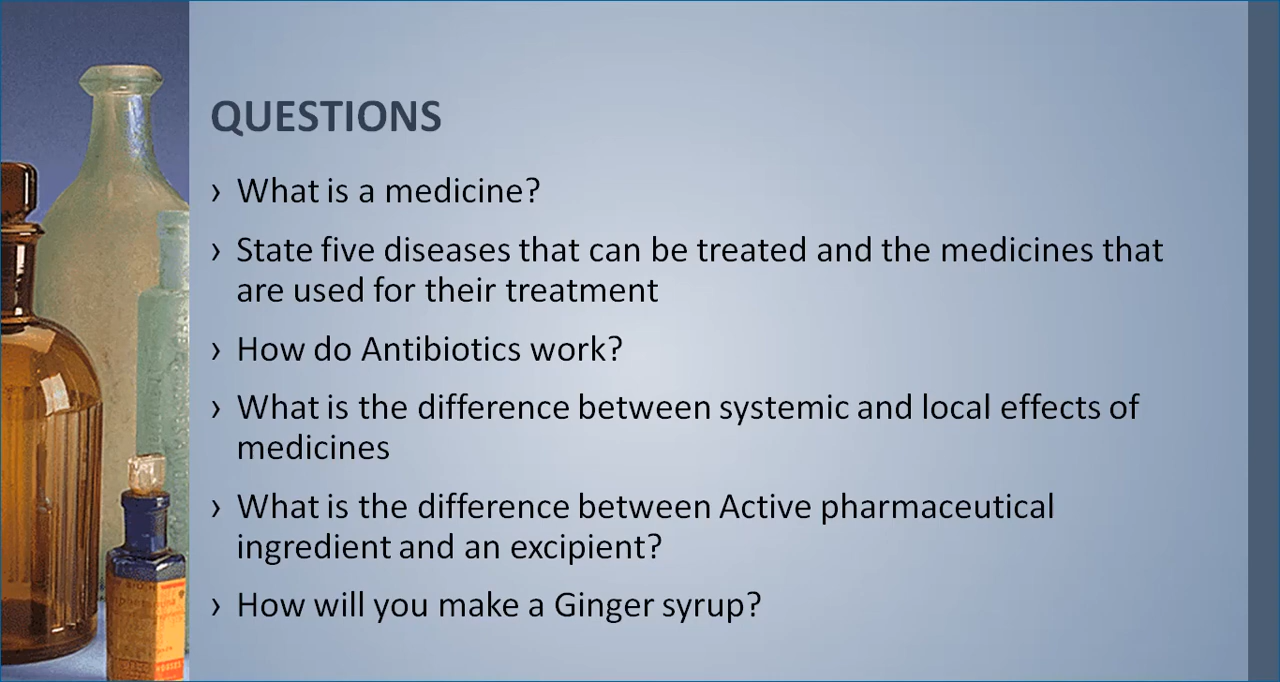 QUESTIONS
› What is a medicine?
› State five diseases that can be treated and the medicines that
are used for their treatment
› How do Antibiotics work?
› What is the difference between systemic and local effects of
medicines
› What is the difference between Active pharmaceutical
ingredient and an excipient?
› How will you make a Ginger syrup?